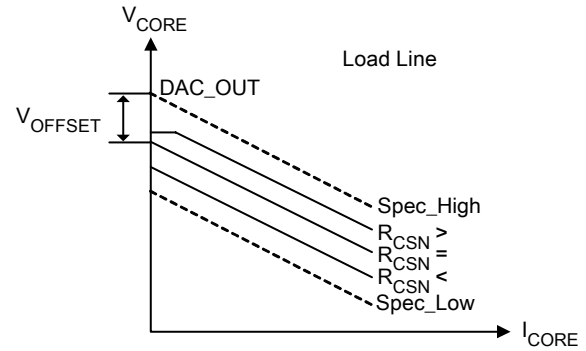 V_CORE
Load Line
DAC_OUT
V_OFFSET
Spec_High
R_CSN >
R_CSN =
R_CSN <
Spec_Low
I_CORE